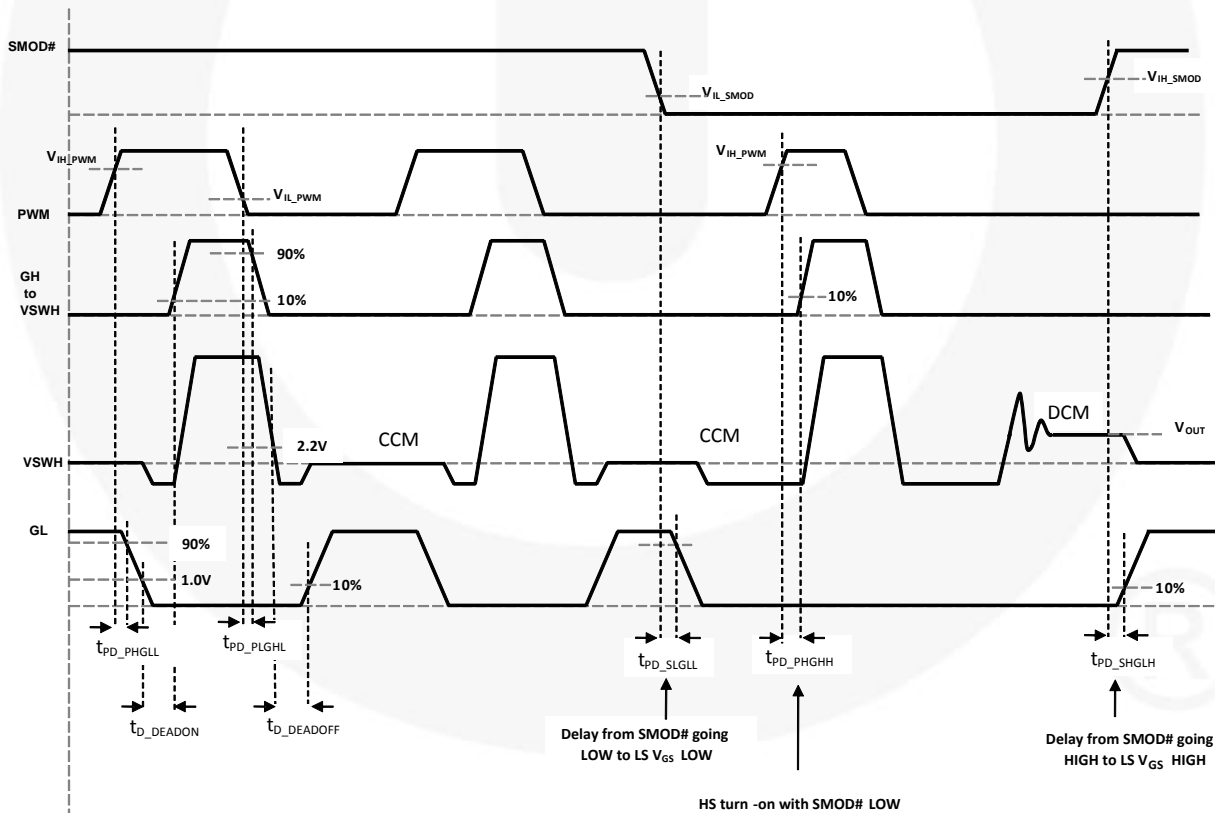 SMOD#
V_IH_SMOD
V_IL_SMOD
V_IH_PWM
V_IH_PWM
V_IL_PWM
PWM
90%
GH
to
VSWH
10%
10%
DCM
V_OUT
CCM
CCM
2.2V
VSWH
GL
90%
1.0V
10%
10%
t_PD_PHGLL
t_PD_PLGHL
t_PD_SLGLL
t_PD_PHGHH
t_PD_SHGLH
t_D_DEADON
t_D_DEADOFF
Delay from SMOD# going
LOW to LS V_GS LOW
Delay from SMOD# going
HIGH to LS V_GS HIGH
HS turn -on with SMOD# LOW
®